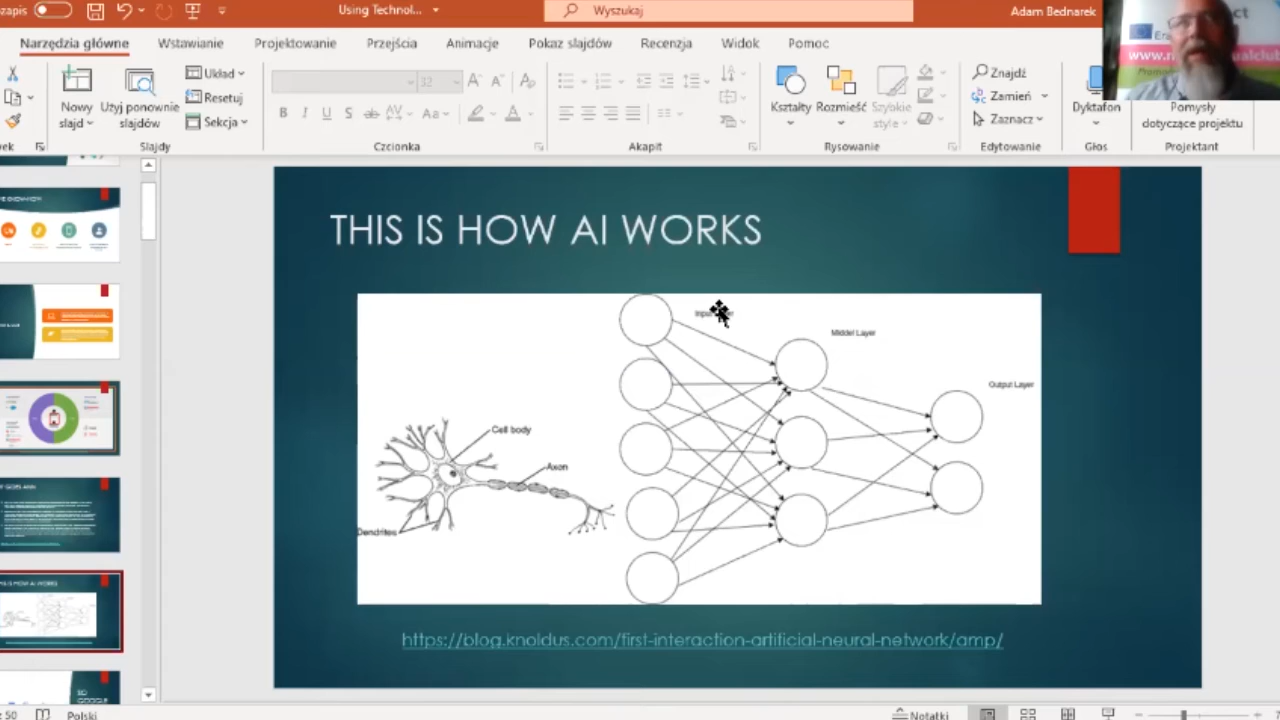 zapis
Using Technol...
Wyszukaj
Adam Bednarek
Narzędzia główne
Wstawianie
Projektowanie
Przejścia
Animacje
Pokaz slajdów
Recenzja
Widok
Pomoc
Nowy slajd
Użyj ponownie slajdów
Układ
Resetuj
Sekcja
Slajdy
32
Czcionka
Akapit
Kształty
Rozmieść
Szybkie style
Rysowanie
Znajdź
Zamień
Zaznacz
Edytowanie
Dyktafon
Głos
Pomysły dotyczące projektu
Projektant
THIS IS HOW AI WORKS
Input
Middel Layer
Output Layer
Cell body
Axon
Dendrites
https://blog.knoldus.com/first-interaction-artificial-neural-network/amp/
50
Polski
Notatki